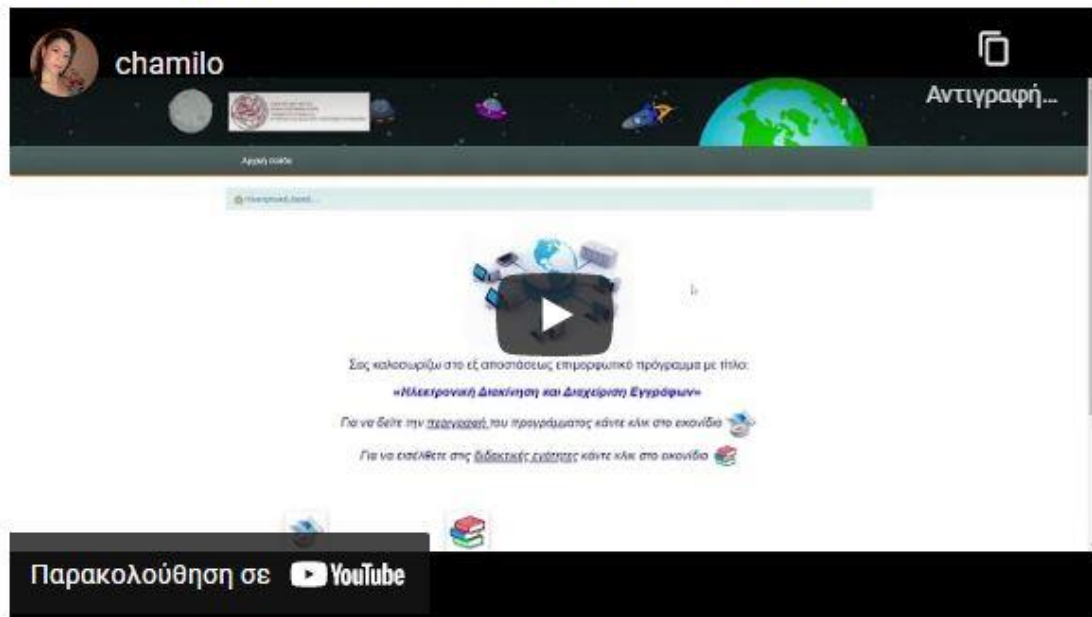 chamilo
Αντιγραφή...
Αρχική σελίδα
Σας καλωσορίζω στο εξ αποστάσεως επιμορφωτικό πρόγραμμα με τίτλο:
«Ηλεκτρονική Διακίνηση και Διαχείριση Εγγράφων»
Για να δείτε την περιγραφή του προγράμματος κάντε κλικ στο εικονίδιο
Για να εισέλθετε στις διδακτικές ενότητες κάντε κλικ στο εικονίδιο
Παρακολούθηση σε YouTube